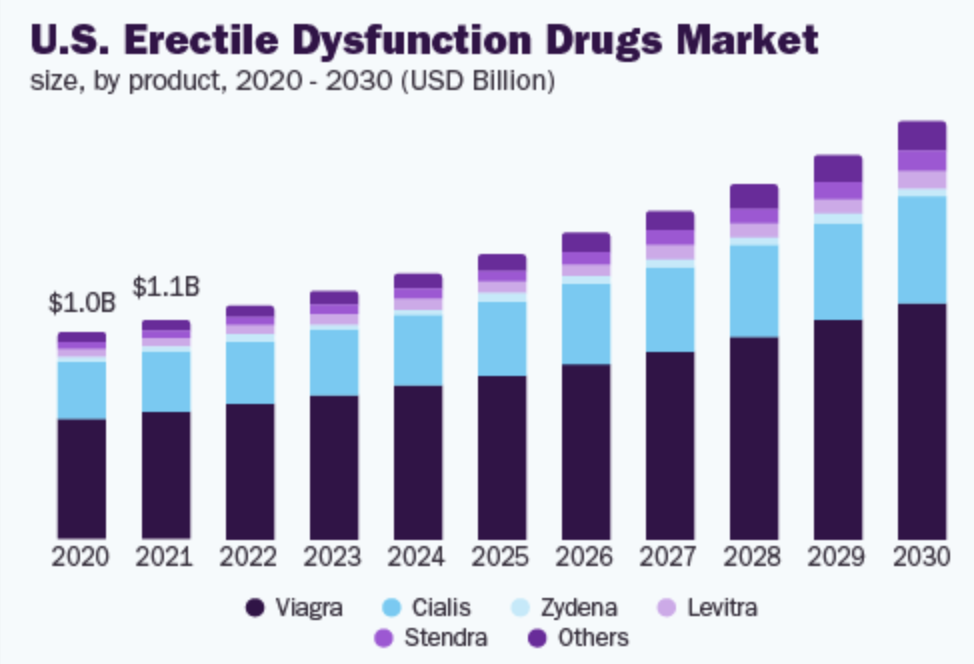 U.S. Erectile Dysfunction Drugs Market
size, by product, 2020 - 2030 (USD Billion)
$1.0B
$1.1B
2020 2021 2022 2023 2024 2025 2026 2027 2028 2029 2030
Viagra Cialis Zydena Levitra
Stendra Others